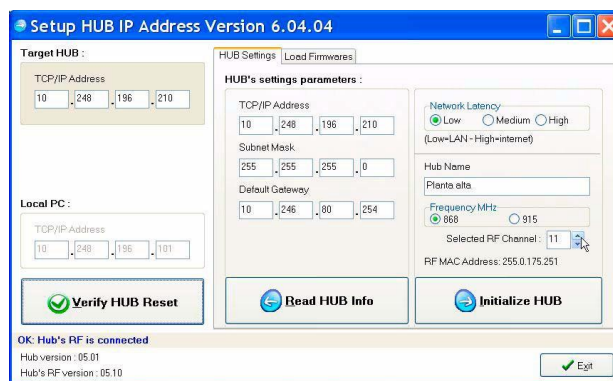 Setup HUB IP Address Version 6.04.04
Target HUB :
TCP/IP Address
10 . 248 . 196 . 210
Local PC :
TCP/IP Address
10 . 248 . 196 . 101
Verify HUB Reset
HUB Settings Load Firmwares
HUB's settings parameters :
TCP/IP Address
10 . 248 . 196 . 210
Subnet Mask
255 . 255 . 255 . 0
Default Gateway
10 . 246 . 80 . 254
Read HUB Info
Network Latency
Low Medium High
(Low=LAN - High=internet)
Hub Name
Planta alta
Frequency MHz
868 915
Selected RF Channel : 11
RF MAC Address: 255.0.175.251
Initialize HUB
OK: Hub's RF is connected
Hub version : 05.01
Hub's RF version : 05.10
Exit